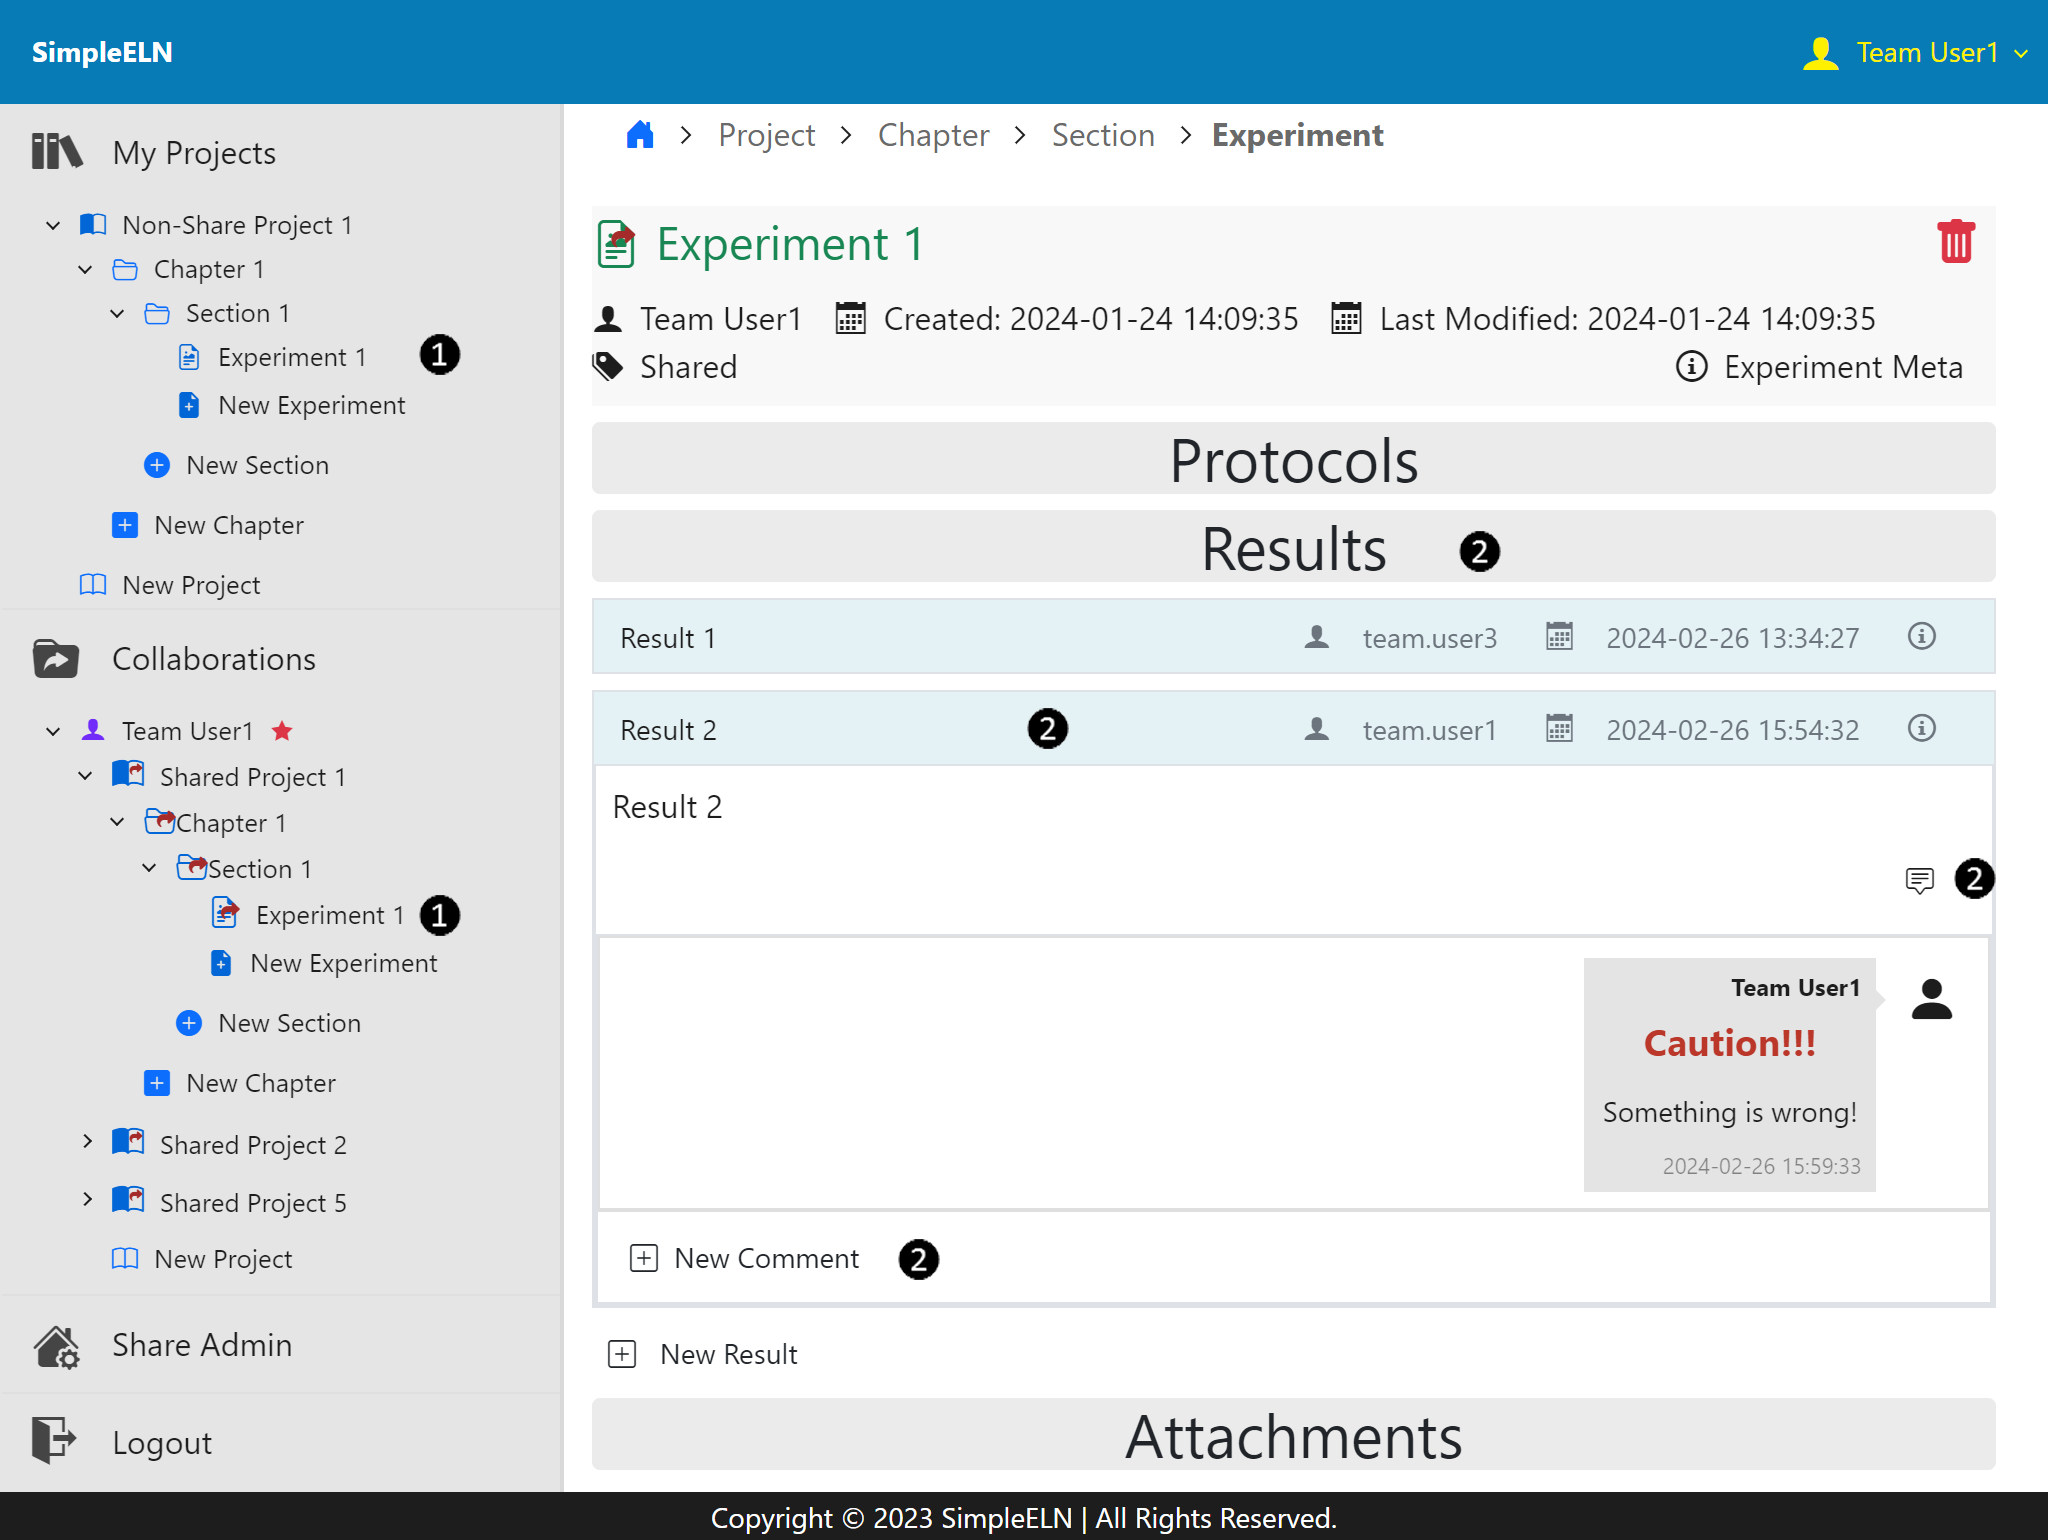 SimpleELN
Team User1
My Projects
Non-Share Project 1
Chapter 1
Section 1
Experiment 1 1
New Experiment
New Section
New Chapter
New Project
Collaborations
Team User1
Shared Project 1
Chapter 1
Section 1
Experiment 1 1
New Experiment
New Section
New Chapter
Shared Project 2
Shared Project 5
New Project
Share Admin
Logout
Project > Chapter > Section > Experiment
Experiment 1
Team User1 Created: 2024-01-24 14:09:35 Last Modified: 2024-01-24 14:09:35
Shared Experiment Meta
Protocols
Results 2
Result 1 team.user3 2024-02-26 13:34:27
Result 2 2 team.user1 2024-02-26 15:54:32
Result 2
2
Team User1
Caution!!!
Something is wrong!
2024-02-26 15:59:33
New Comment 2
New Result
Attachments
Copyright © 2023 SimpleELN | All Rights Reserved.